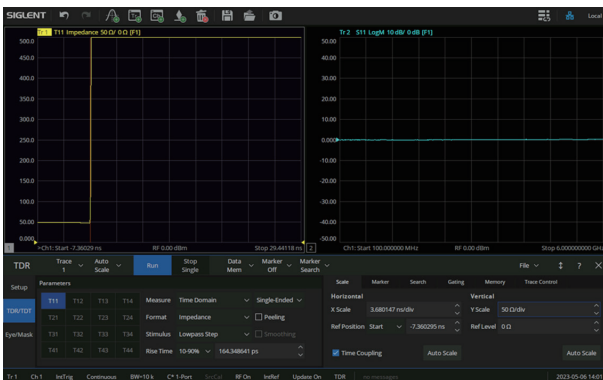 SIGLENT Local
Tr 1 T11 Impedance 50 Ω/ 0 Ω [F1]
500.0
450.0
400.0
350.0
300.0
250.0
200.0
150.0
100.0
50.00
0.000
>Ch1: Start -7.36029 ns RF 0.00 dBm Stop 29.44118 ns
1
Tr 2 S11 LogM 10 dB/ 0 dB [F1]
50.00
40.00
30.00
20.00
10.00
0.000
-10.00
-20.00
-30.00
-40.00
-50.00
2
Ch1: Start 100.000000 MHz RF 0.00 dBm Stop 6.000000000 GHz
TDR Trace 1 Auto Scale Run Stop Single Data Mem Marker Off Marker Search File ? X
Setup
TDR/TDT
Eye/Mask
Parameters
T11 T12 T13 T14 Measure Time Domain Single-Ended
T21 T22 T23 T24 Format Impedance Peeling
T31 T32 T33 T34 Stimulus Lowpass Step Smoothing
T41 T42 T43 T44 Rise Time 10-90% 164.348641 ps
Scale Marker Search Gating Memory Trace Control
Horizontal Vertical
X Scale 3.680147 ns/div Y Scale 50 Ω/div
Ref Position Start -7.360295 ns Ref Level 0 Ω
Time Coupling Auto Scale Auto Scale
Tr 1 Ch 1 IntTrig Continuous BW=10 k C* 1-Port SrcCal RF On IntRef Update On TDR no messages 2023-05-06 14:01